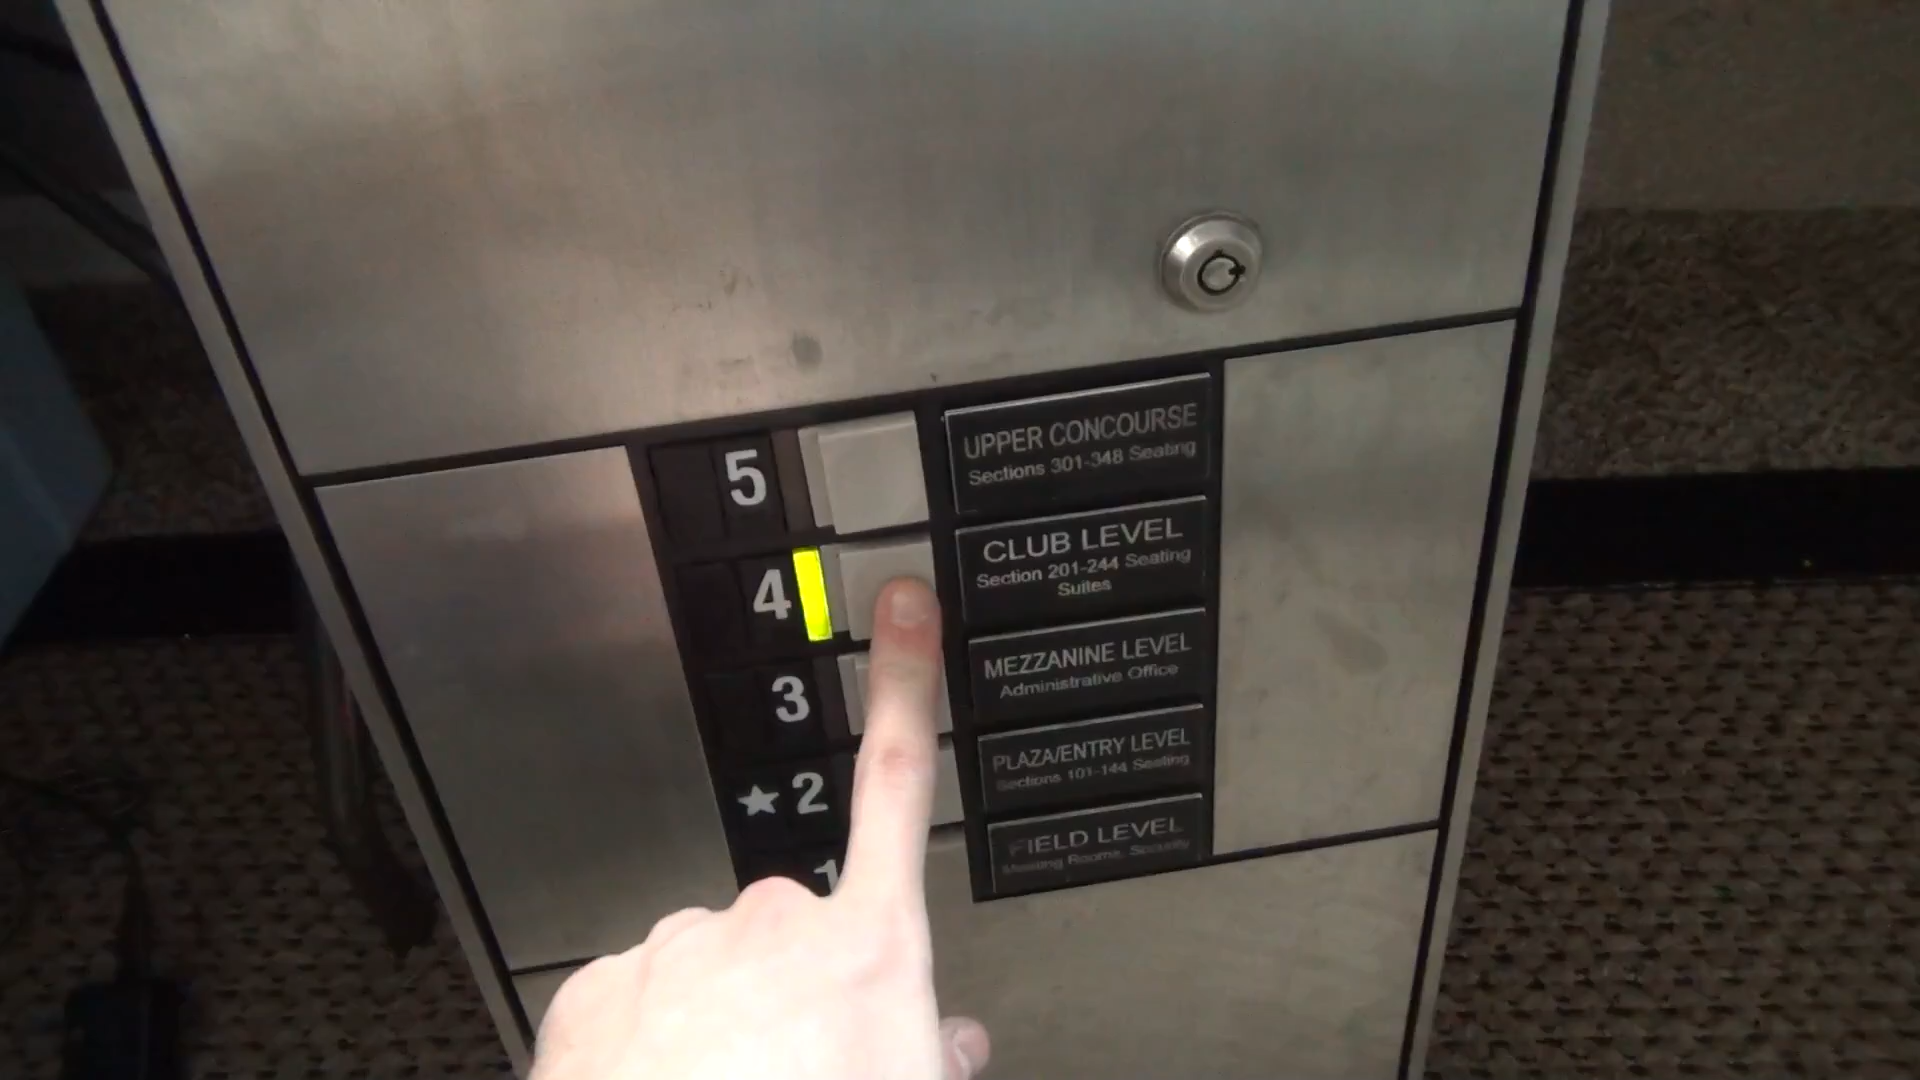 5
UPPER CONCOURSE
Sections 301-348 Seating
4
CLUB LEVEL
Section 201-244 Seating
Suites
3
MEZZANINE LEVEL
Administrative Office
★ 2
PLAZA/ENTRY LEVEL
Sections 101-144 Seating
1
FIELD LEVEL
Meeting Rooms, Security